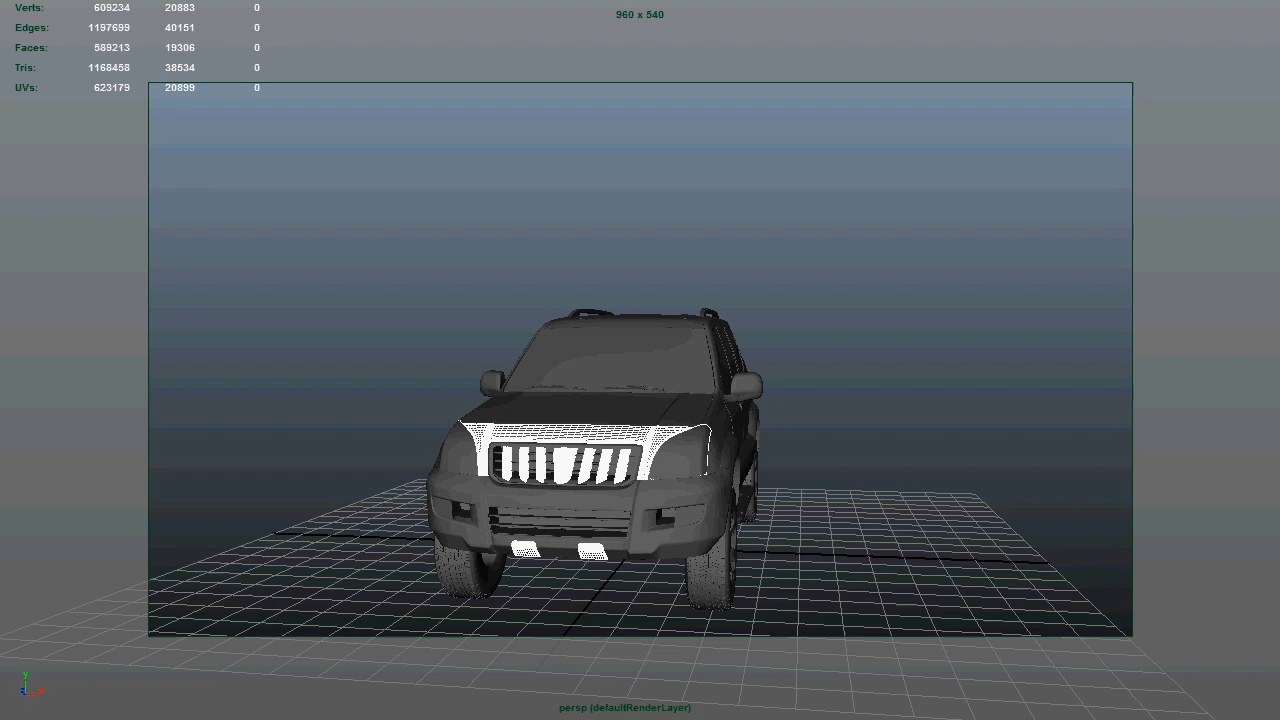 Verts: 609234 20883 0
960 x 540
Edges: 1197699 40151 0
Faces: 589213 19306 0
Tris: 1168458 38534 0
UVs: 623179 20899 0
y
z
persp (defaultRenderLayer)